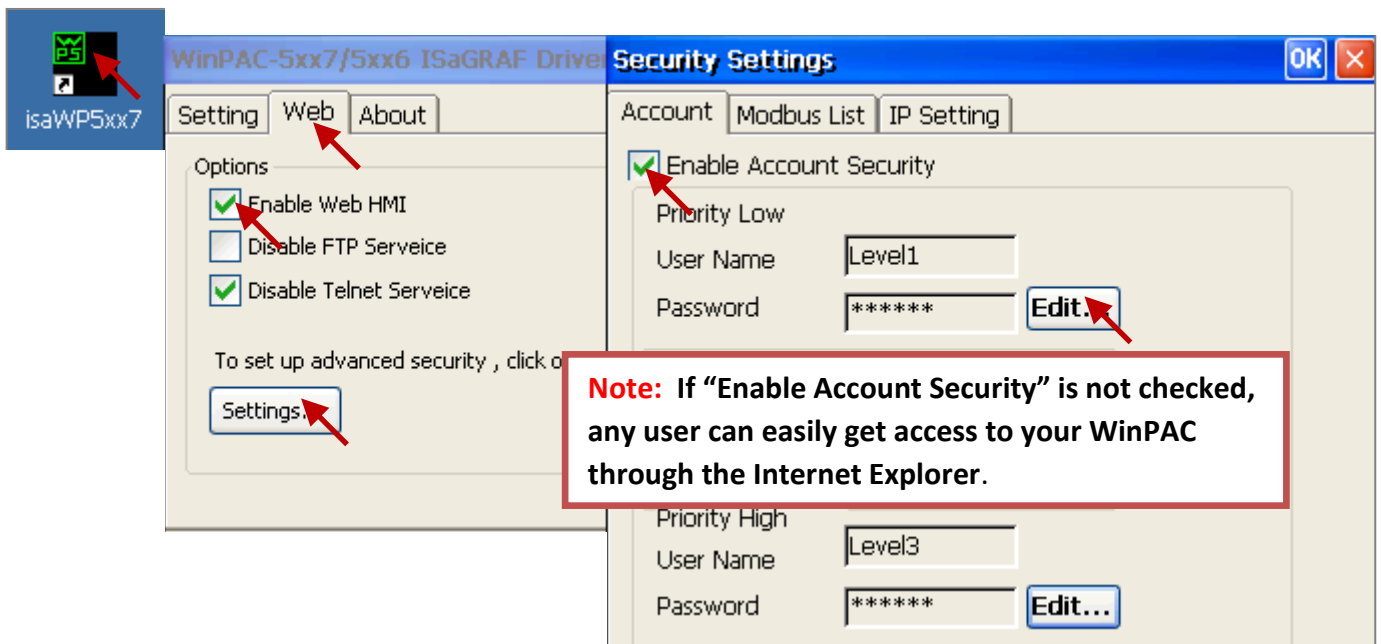 WPS
isaWP5xx7
WinPAC-5xx7/5xx6 ISaGRAF Driver
Setting Web About
Options
Enable Web HMI
Disable FTP Serveice
Disable Telnet Serveice
To set up advanced security , click o
Settings...
Security Settings OK
Account Modbus List IP Setting
Enable Account Security
Priority Low
User Name Level1
Password ****** Edit...
Note: If “Enable Account Security” is not checked,
any user can easily get access to your WinPAC
through the Internet Explorer.
Priority High
User Name Level3
Password ****** Edit...